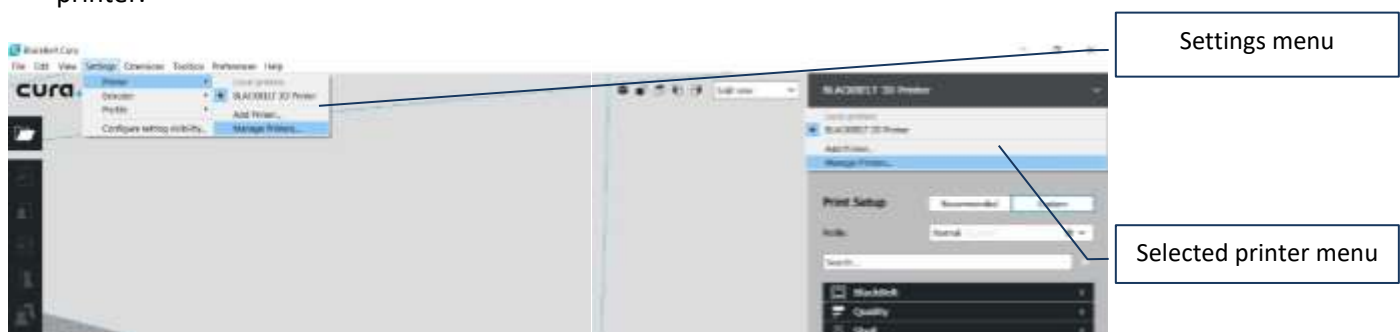 printer.
Settings menu
BlackBelt Cura
File Edit View Settings Extensions Toolbox Preferences Help
cura.
Printer
Local printers
Extruder
BLACKBELT 3D Printer
Profile
Add Printer...
Configure setting visibility...
Manage Printers...
BLACKBELT 3D Printer
Local printers
BLACKBELT 3D Printer
Add Printer...
Manage Printers...
Print Setup
Recommended
Custom
Profile:
Normal
Search...
Selected printer menu
Blackbelt
Quality
Shell